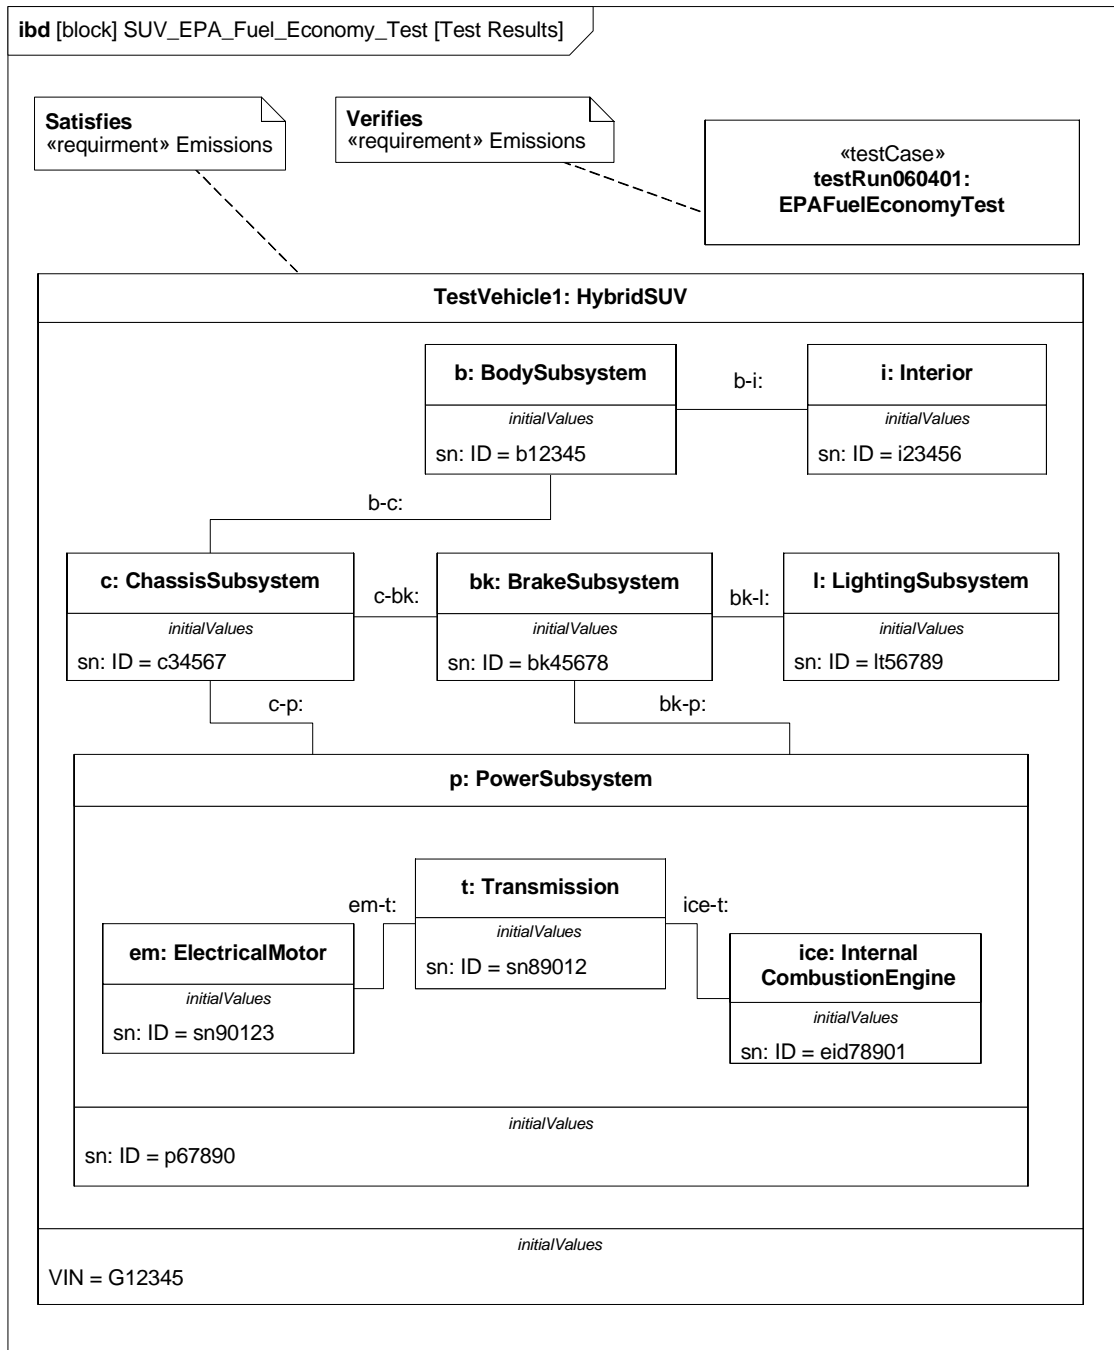 ibd [block] SUV_EPA_Fuel_Economy_Test [Test Results]
Satisfies
«requirment» Emissions
Verifies
«requirement» Emissions
«testCase»
testRun060401:
EPAFuelEconomyTest
TestVehicle1: HybridSUV
b: BodySubsystem
initialValues
sn: ID = b12345
b-i:
i: Interior
initialValues
sn: ID = i23456
b-c:
c: ChassisSubsystem
initialValues
sn: ID = c34567
c-bk:
bk: BrakeSubsystem
initialValues
sn: ID = bk45678
bk-l:
l: LightingSubsystem
initialValues
sn: ID = lt56789
c-p:
bk-p:
p: PowerSubsystem
em-t:
t: Transmission
initialValues
sn: ID = sn89012
ice-t:
em: ElectricalMotor
initialValues
sn: ID = sn90123
ice: Internal
CombustionEngine
initialValues
sn: ID = eid78901
initialValues
sn: ID = p67890
initialValues
VIN = G12345